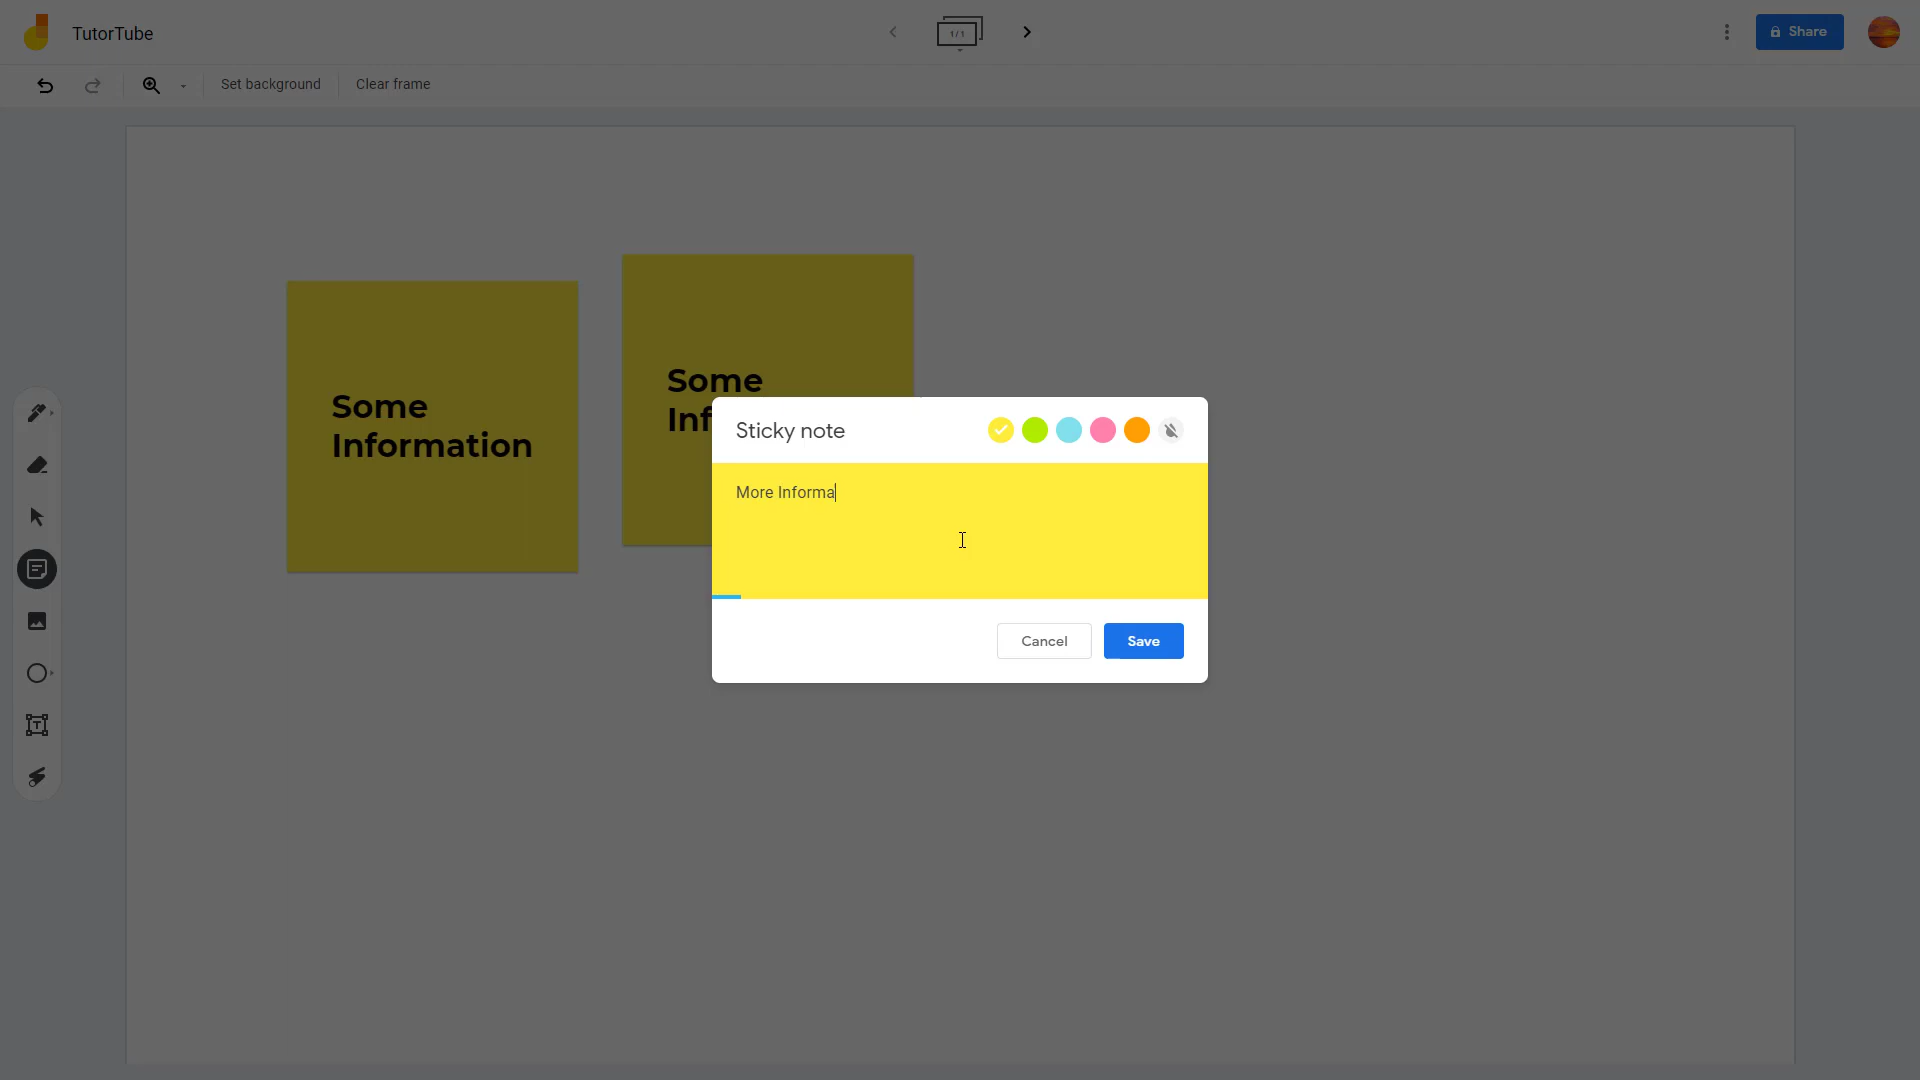 TutorTube
1/1
Share
Set background
Clear frame
Some
Information
Some
Inf
Sticky note
More Informa
Cancel
Save